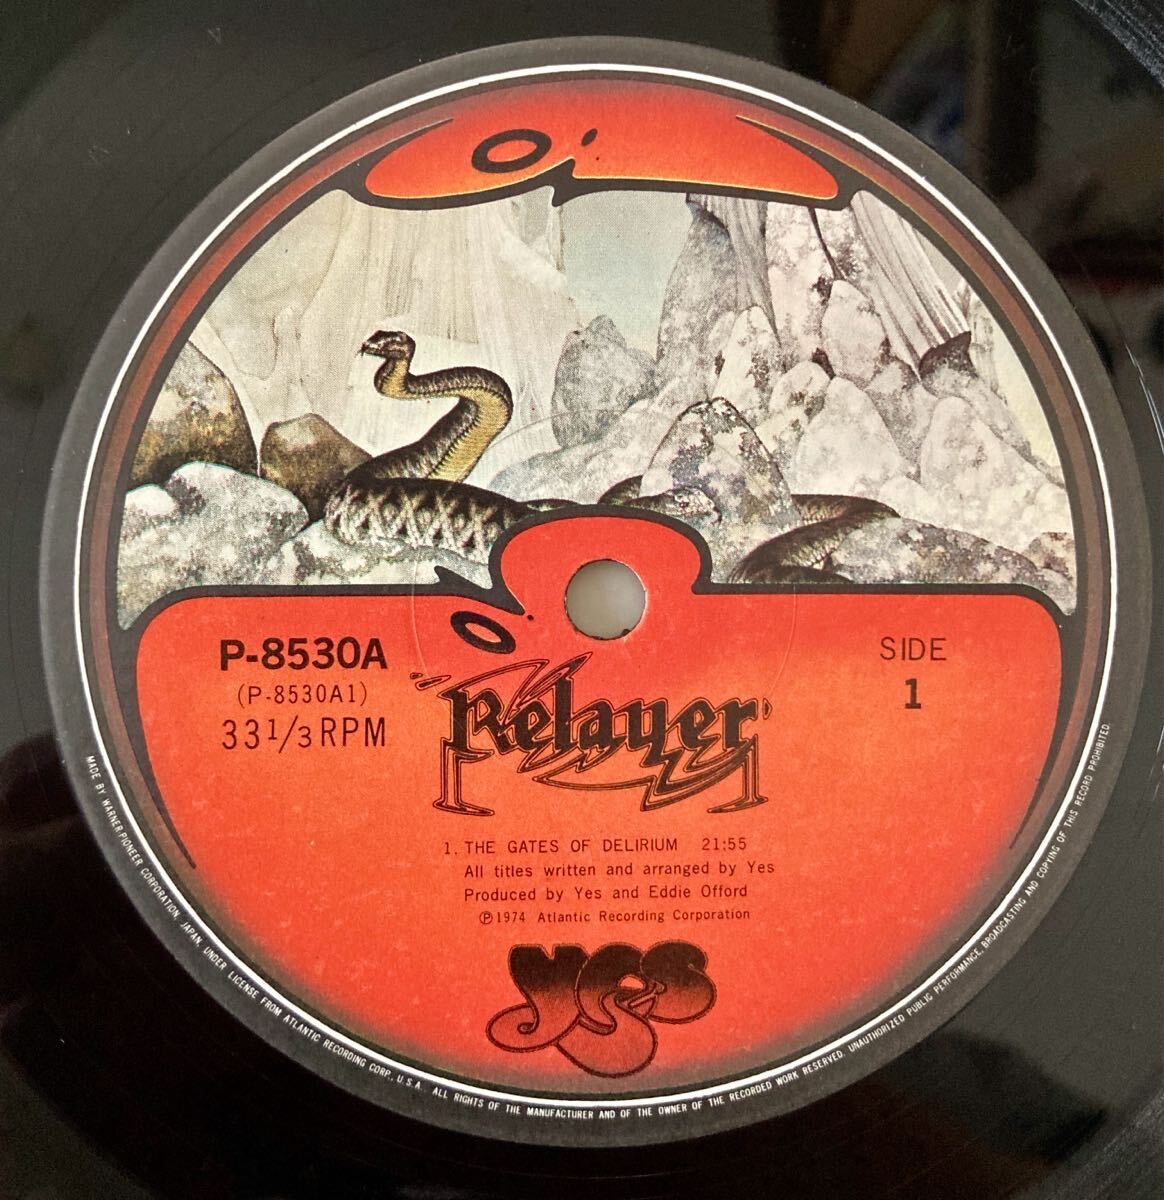 P-8530A
(P-8530A1)
33 1/3 RPM
SIDE
1
Relayer
1. THE GATES OF DELIRIUM 21:55
All titles written and arranged by Yes
Produced by Yes and Eddie Offord
Ⓟ1974 Atlantic Recording Corporation
yes
MADE BY WARNER-PIONEER CORPORATION, JAPAN, UNDER LICENSE FROM ATLANTIC RECORDING CORP., U.S.A. ALL RIGHTS OF THE MANUFACTURER AND OF THE OWNER OF THE RECORDED WORK RESERVED. UNAUTHORIZED PUBLIC PERFORMANCE, BROADCASTING AND COPYING OF THIS RECORD PROHIBITED